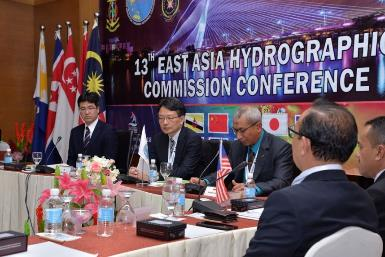 13TH EAST ASIA HYDROGRAPHIC
COMMISSION CONFERENCE